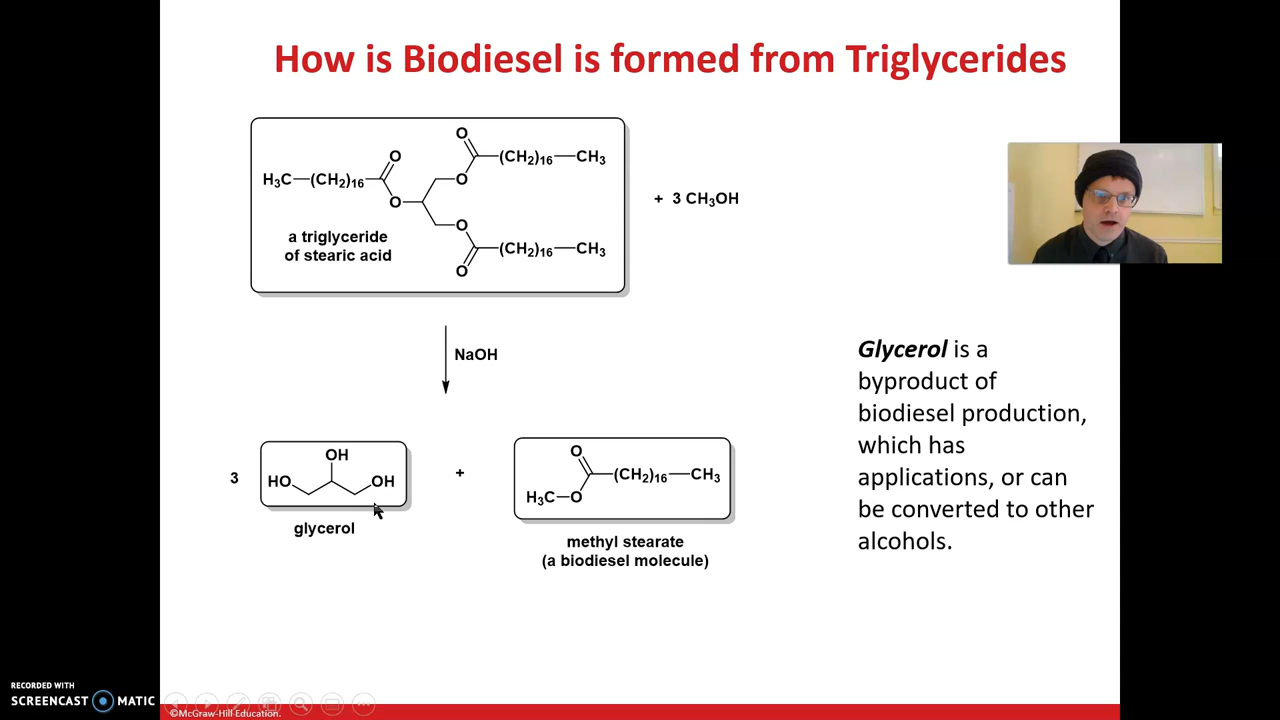 How is Biodiesel is formed from Triglycerides
O
O
(CH2)16—CH3
H3C—(CH2)16
O
O
O
(CH2)16—CH3
O
a triglyceride
of stearic acid
+ 3 CH3OH
NaOH
3
OH
HO
OH
glycerol
+
O
(CH2)16—CH3
H3C—O
methyl stearate
(a biodiesel molecule)
Glycerol is a
byproduct of
biodiesel production,
which has
applications, or can
be converted to other
alcohols.
RECORDED WITH
SCREENCAST MATIC
©McGraw-Hill Education.